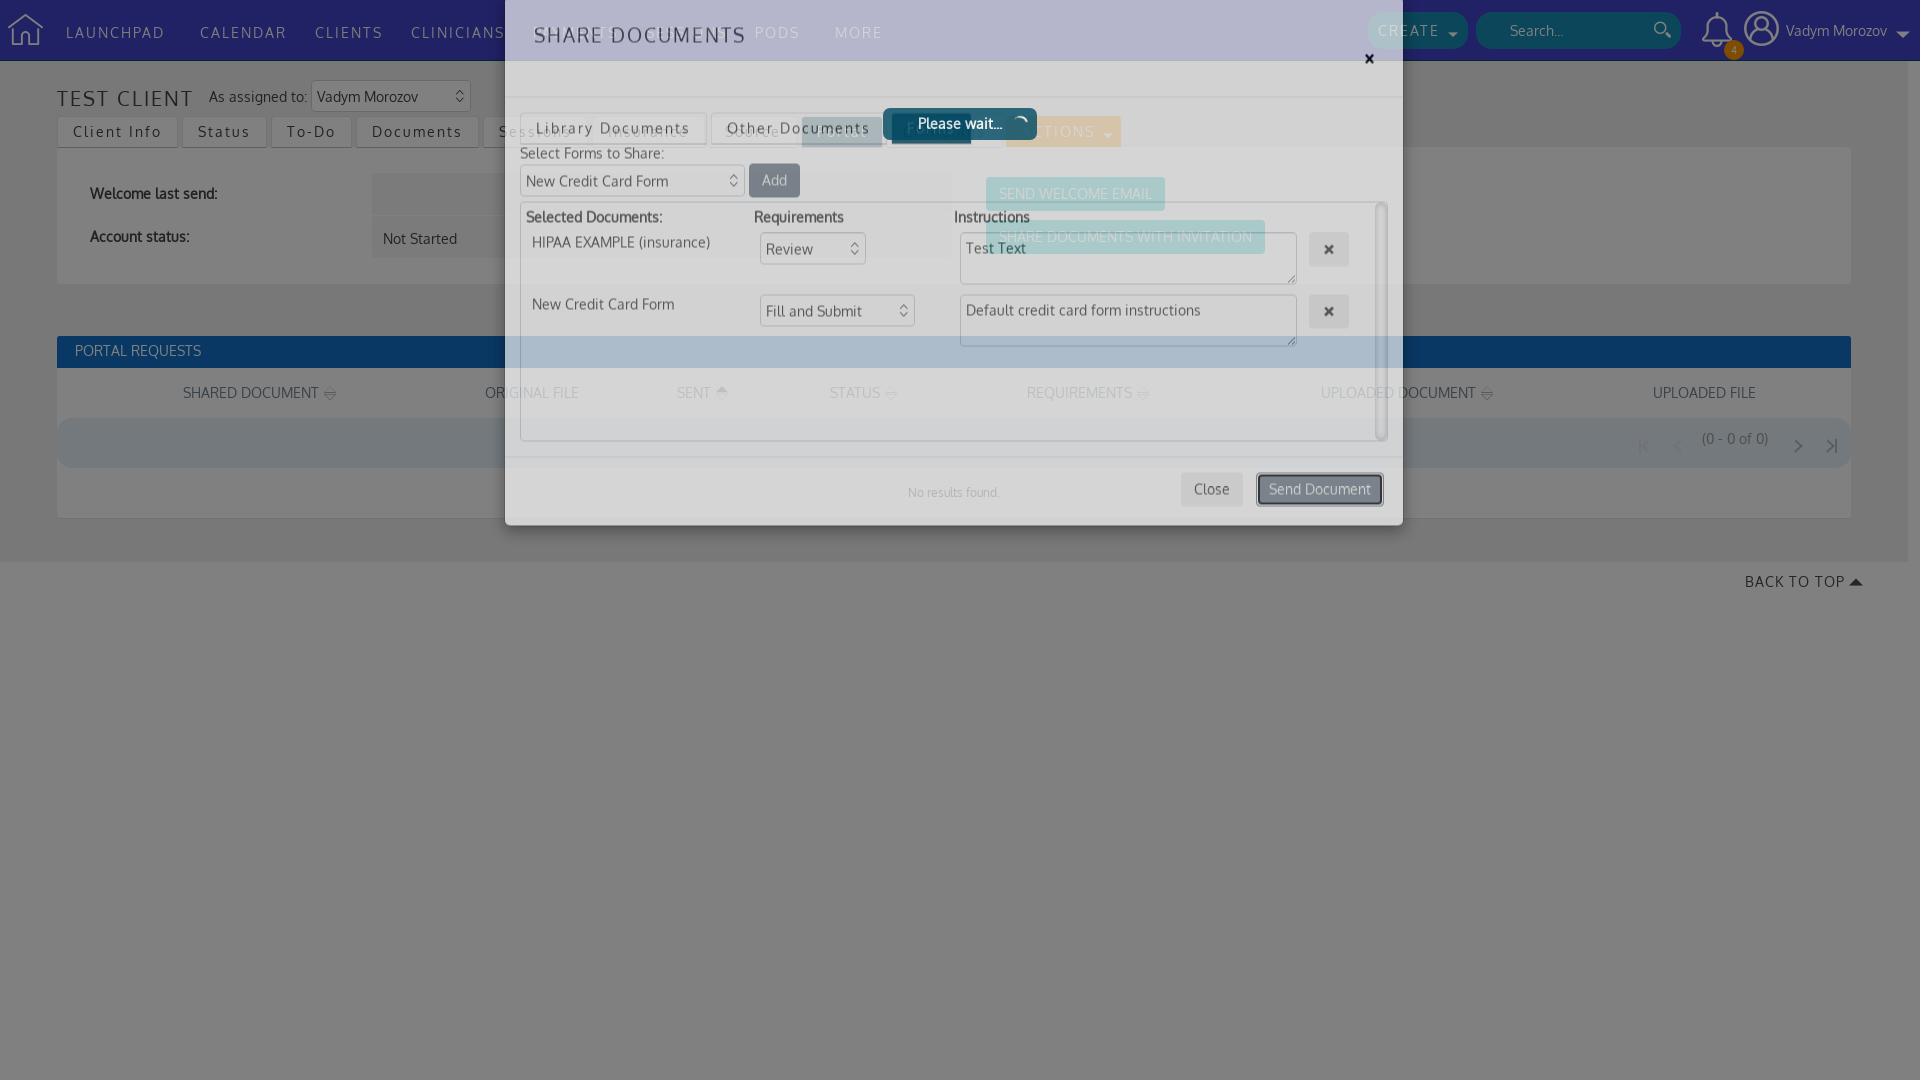 LAUNCHPAD CALENDAR CLIENTS CLINICIANS PODS MORE CREATE Search... 4 Vadym Morozov
SHARE DOCUMENTS
×
TEST CLIENT As assigned to: Vadym Morozov
Client Info Status To-Do Documents
Library Documents Other Documents
Please wait...
Select Forms to Share:
New Credit Card Form Add
Welcome last send:
SEND WELCOME EMAIL
Account status: Not Started
SHARE DOCUMENTS WITH INVITATION
Selected Documents: Requirements Instructions
HIPAA EXAMPLE (insurance) Review Test Text ×
New Credit Card Form Fill and Submit Default credit card form instructions ×
PORTAL REQUESTS
SHARED DOCUMENT ORIGINAL FILE SENT STATUS REQUIREMENTS UPLOADED DOCUMENT UPLOADED FILE
(0 - 0 of 0)
No results found.
Close Send Document
BACK TO TOP